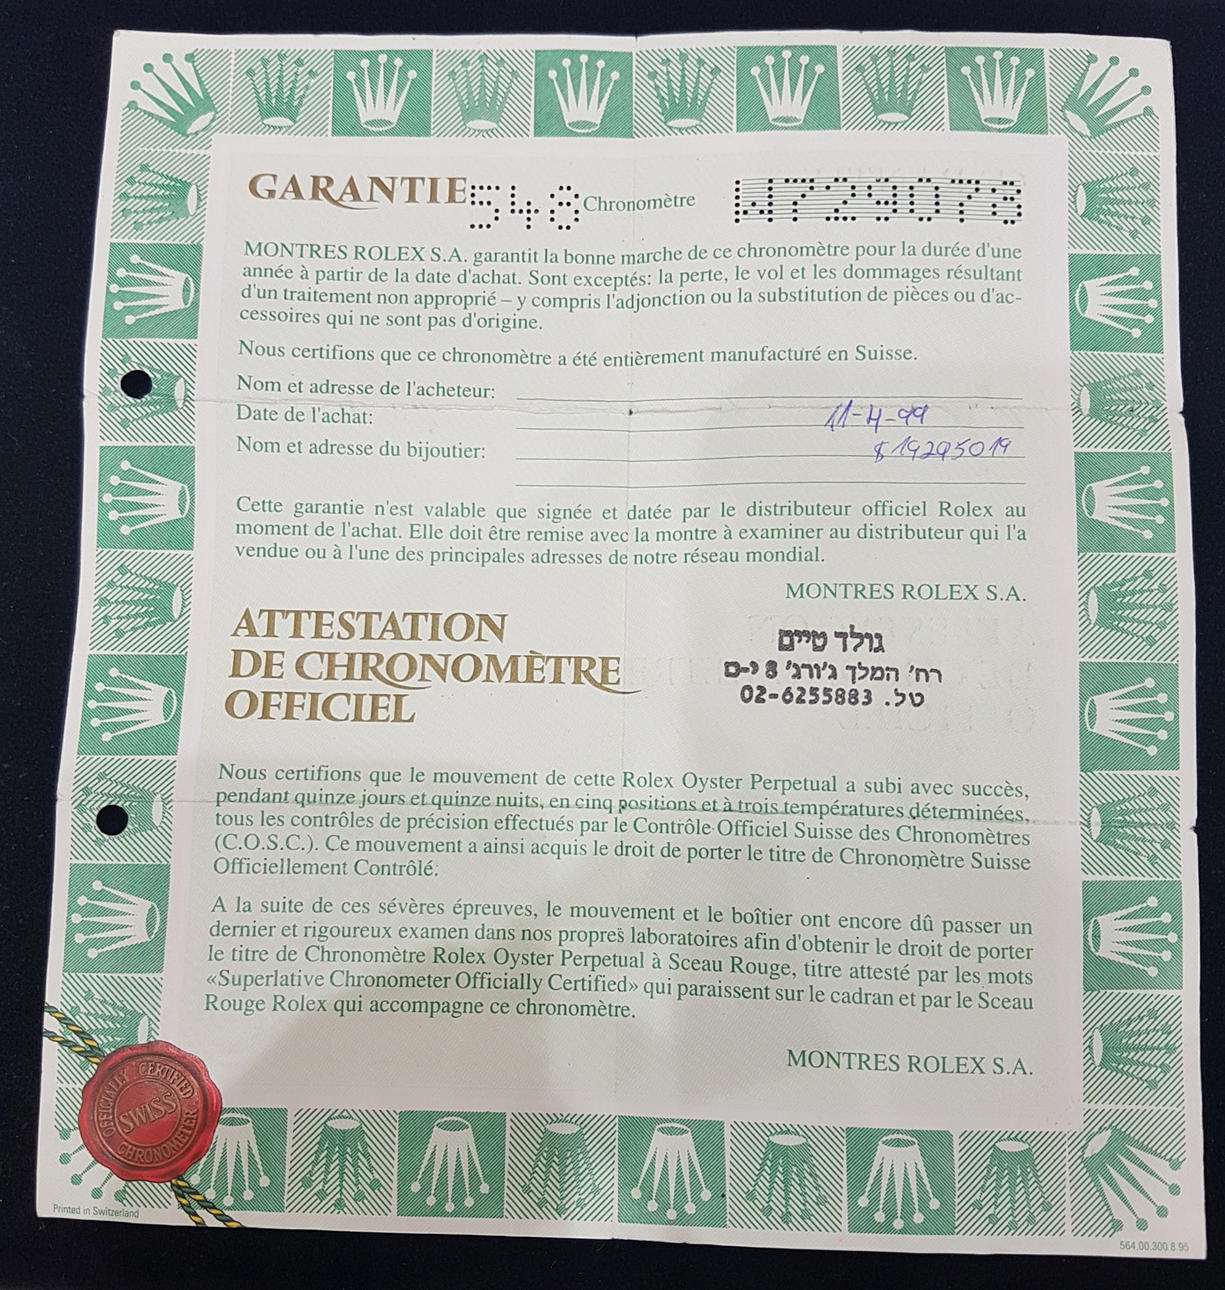 GARANTIE 548 Chronomètre W729078
MONTRES ROLEX S.A. garantit la bonne marche de ce chronomètre pour la durée d'une
année à partir de la date d'achat. Sont exceptés: la perte, le vol et les dommages résultant
d'un traitement non approprié – y compris l'adjonction ou la substitution de pièces ou d'ac-
cessoires qui ne sont pas d'origine.
Nous certifions que ce chronomètre a été entièrement manufacturé en Suisse.
Nom et adresse de l'acheteur:
Date de l'achat: 11-4-99
Nom et adresse du bijoutier: $19295019
Cette garantie n'est valable que signée et datée par le distributeur officiel Rolex au
moment de l'achat. Elle doit être remise avec la montre à examiner au distributeur qui l'a
vendue ou à l'une des principales adresses de notre réseau mondial.
MONTRES ROLEX S.A.
גולד טיים
רח' המלך ג'ורג' 8 י-ם
טל. 02-6255883
ATTESTATION
DE CHRONOMÈTRE
OFFICIEL
Nous certifions que le mouvement de cette Rolex Oyster Perpetual a subi avec succès,
pendant quinze jours et quinze nuits, en cinq positions et à trois températures déterminées,
tous les contrôles de précision effectués par le Contrôle Officiel Suisse des Chronomètres
(C.O.S.C.). Ce mouvement a ainsi acquis le droit de porter le titre de Chronomètre Suisse
Officiellement Contrôlé.
A la suite de ces sévères épreuves, le mouvement et le boîtier ont encore dû passer un
dernier et rigoureux examen dans nos propres laboratoires afin d'obtenir le droit de porter
le titre de Chronomètre Rolex Oyster Perpetual à Sceau Rouge, titre attesté par les mots
«Superlative Chronometer Officially Certified» qui paraissent sur le cadran et par le Sceau
Rouge Rolex qui accompagne ce chronomètre.
MONTRES ROLEX S.A.
OFFICIALLY CERTIFIED
SWISS
CHRONOMETER
Printed in Switzerland
564.00.300.8.95